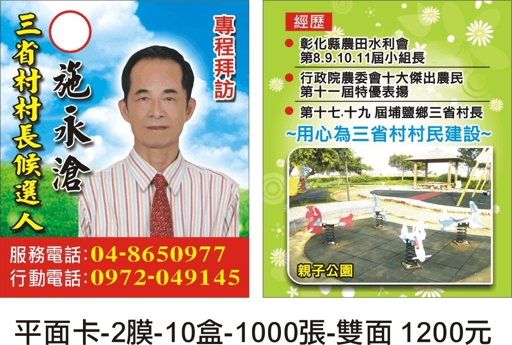 三省村村長候選人
施永滄
專程拜訪
服務電話:04-8650977
行動電話:0972-049145
經歷
● 彰化縣農田水利會
第8.9.10.11屆小組長
● 行政院農委會十大傑出農民
第十一屆特優表揚
● 第十七.十九 屆埔鹽鄉三省村長
~用心為三省村村民建設~
親子公園
平面卡-2膜-10盒-1000張-雙面 1200元